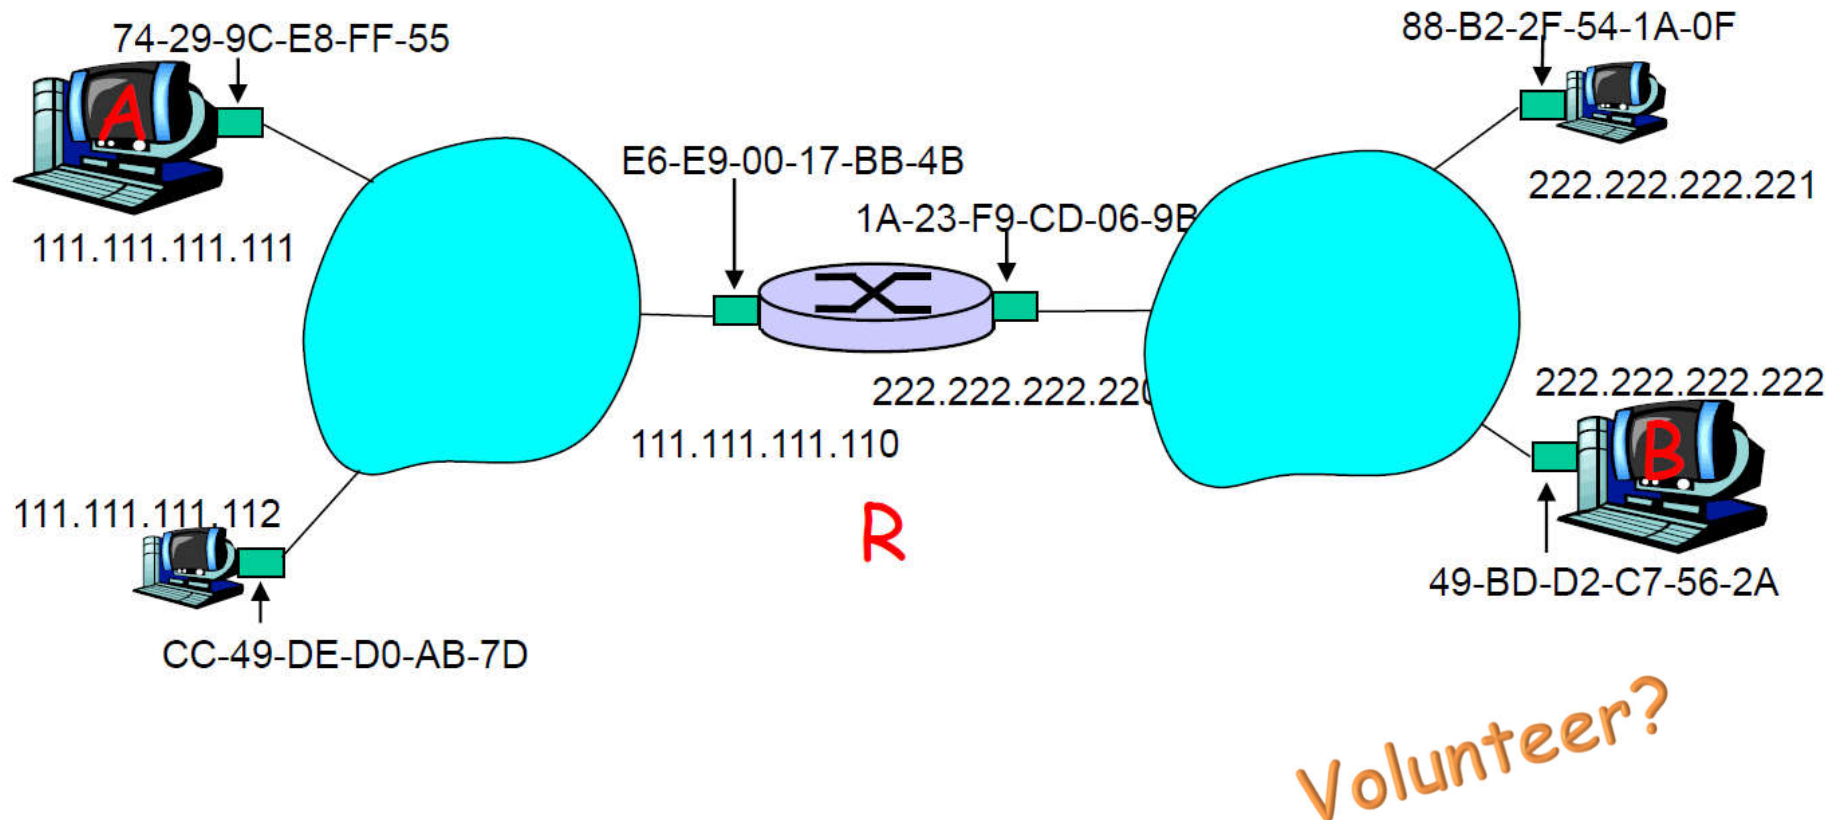 74-29-9C-E8-FF-55
A
111.111.111.111
E6-E9-00-17-BB-4B
1A-23-F9-CD-06-9B
88-B2-2F-54-1A-0F
222.222.222.221
222.222.222.220
111.111.111.110
222.222.222.222
B
49-BD-D2-C7-56-2A
R
111.111.111.112
CC-49-DE-D0-AB-7D
Volunteer?